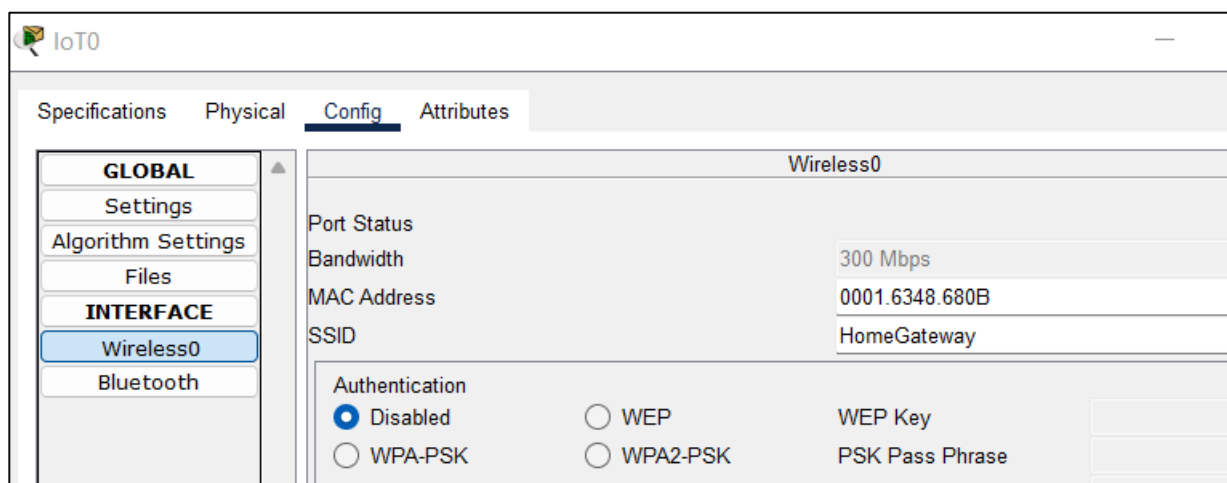 IoT0
Specifications Physical Config Attributes
GLOBAL
Settings
Algorithm Settings
Files
INTERFACE
Wireless0
Bluetooth
Wireless0
Port Status
Bandwidth 300 Mbps
MAC Address 0001.6348.680B
SSID HomeGateway
Authentication
Disabled WEP WEP Key
WPA-PSK WPA2-PSK PSK Pass Phrase